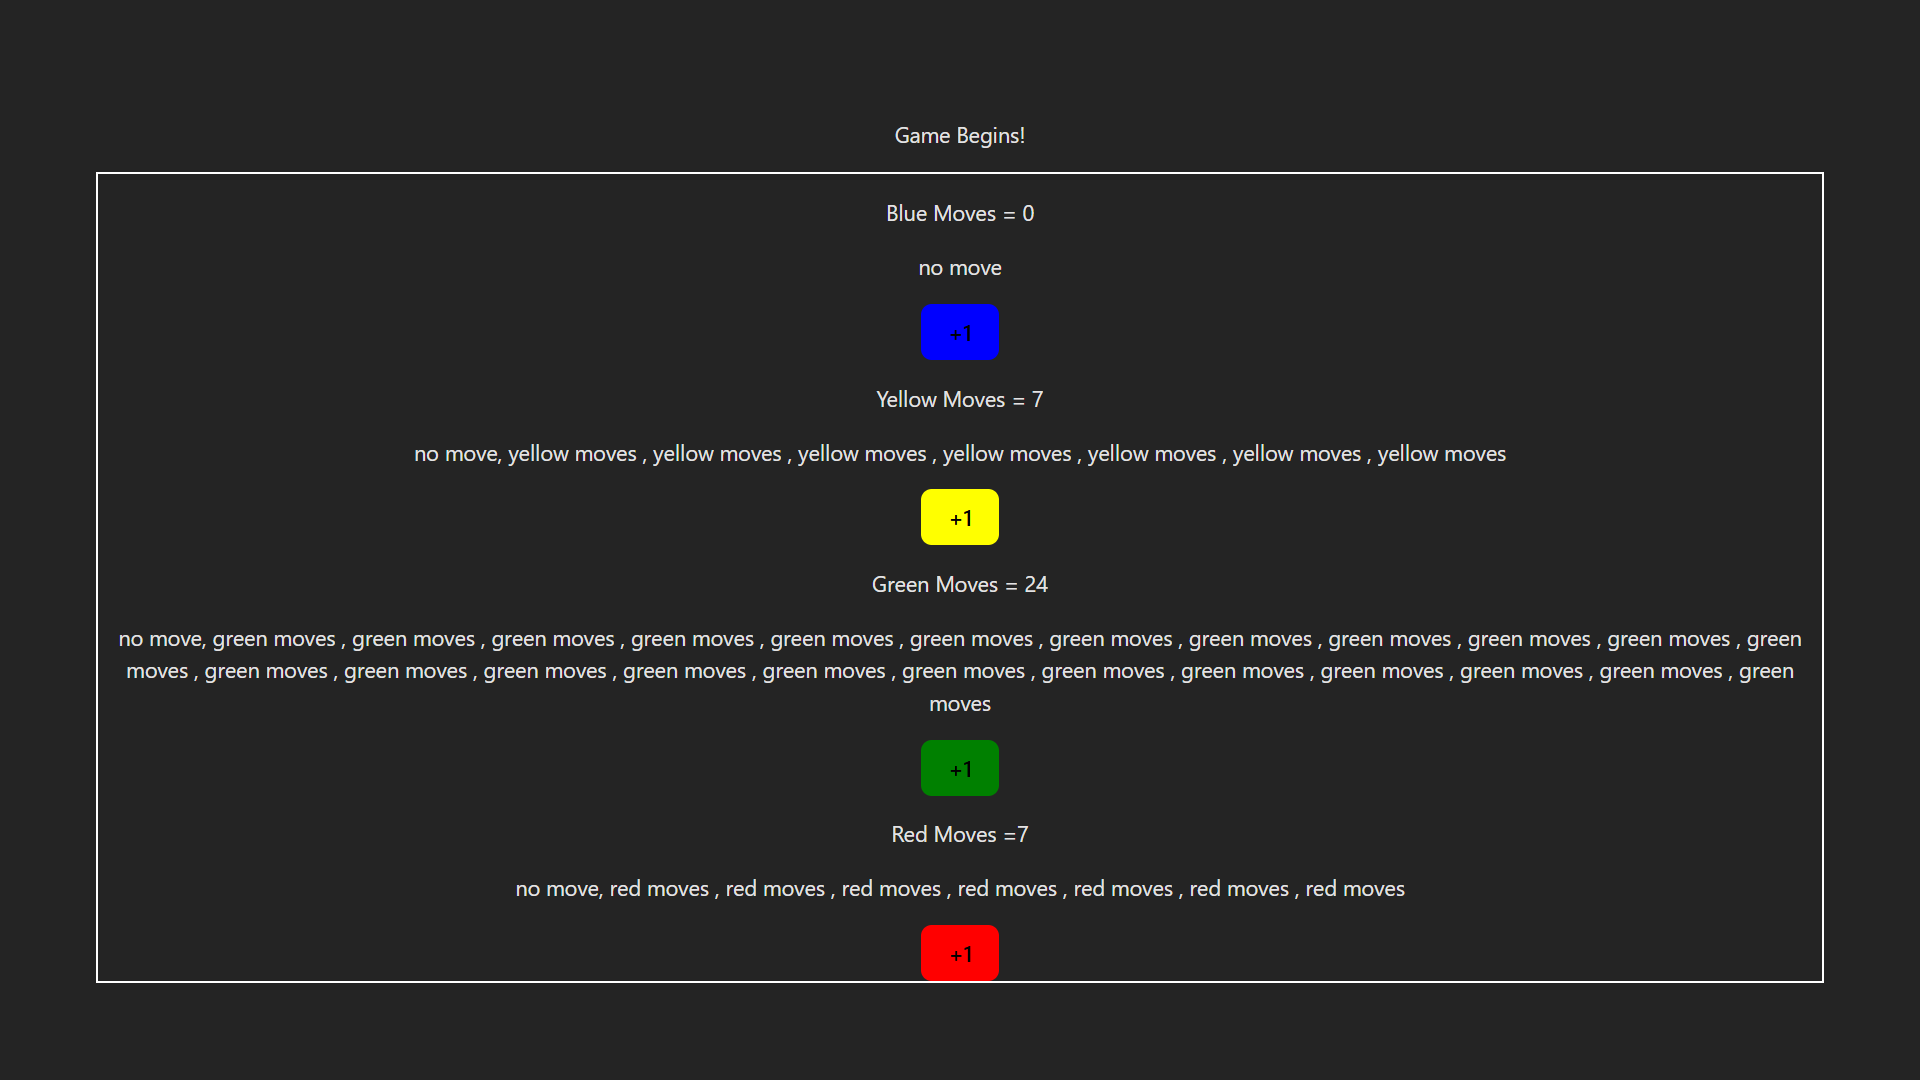 Game Begins!
Blue Moves = 0
no move
+1
Yellow Moves = 7
no move, yellow moves , yellow moves , yellow moves , yellow moves , yellow moves , yellow moves , yellow moves
+1
Green Moves = 24
no move, green moves , green moves , green moves , green moves , green moves , green moves , green moves , green moves , green moves , green moves , green moves , green
moves , green moves , green moves , green moves , green moves , green moves , green moves , green moves , green moves , green moves , green moves , green moves , green
moves
+1
Red Moves =7
no move, red moves , red moves , red moves , red moves , red moves , red moves , red moves
+1